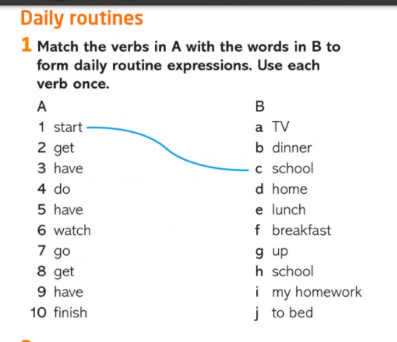 Daily routines
1 Match the verbs in A with the words in B to
form daily routine expressions. Use each
verb once.
A B
1 start a TV
2 get b dinner
3 have c school
4 do d home
5 have e lunch
6 watch f breakfast
7 go g up
8 get h school
9 have i my homework
10 finish j to bed